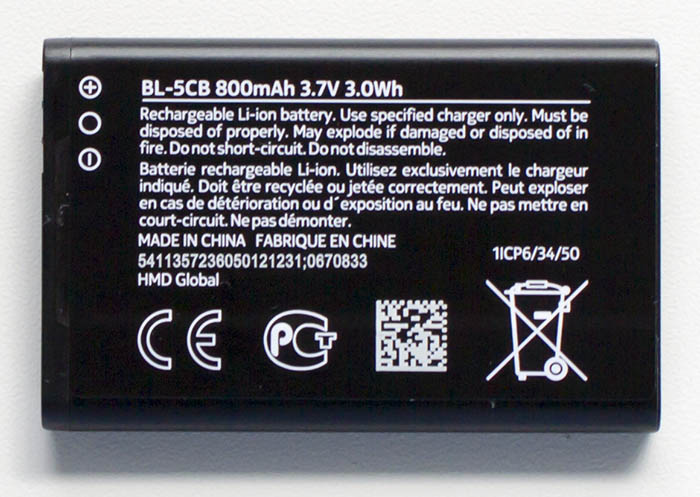 BL-5CB 800mAh 3.7V 3.0Wh
Rechargeable Li-ion battery. Use specified charger only. Must be
disposed of properly. May explode if damaged or disposed of in
fire. Do not short-circuit. Do not disassemble.
Batterie rechargeable Li-ion. Utilisez exclusivement le chargeur
indiqué. Doit être recyclée ou jetée correctement. Peut exploser
en cas de détérioration ou d´exposition au feu. Ne pas mettre en
court-circuit. Ne pas démonter.
MADE IN CHINA FABRIQUE EN CHINE
5411357236050121231;0670833
1ICP6/34/50
HMD Global
CE PCT